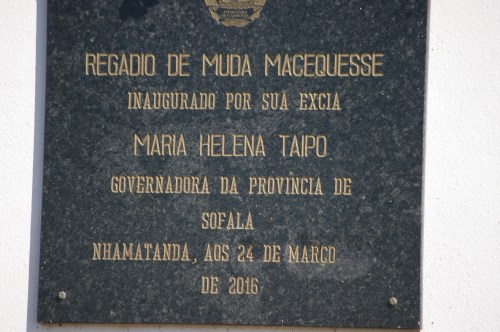 REGADIO DE MUDA MACEQUESSE
INAUGURADO POR SUA EXCIA
MARIA HELENA TAIPO
GOVERNADORA DA PROVÍNCIA DE
SOFALA
NHAMATANDA, AOS 24 DE MARÇO
DE 2016